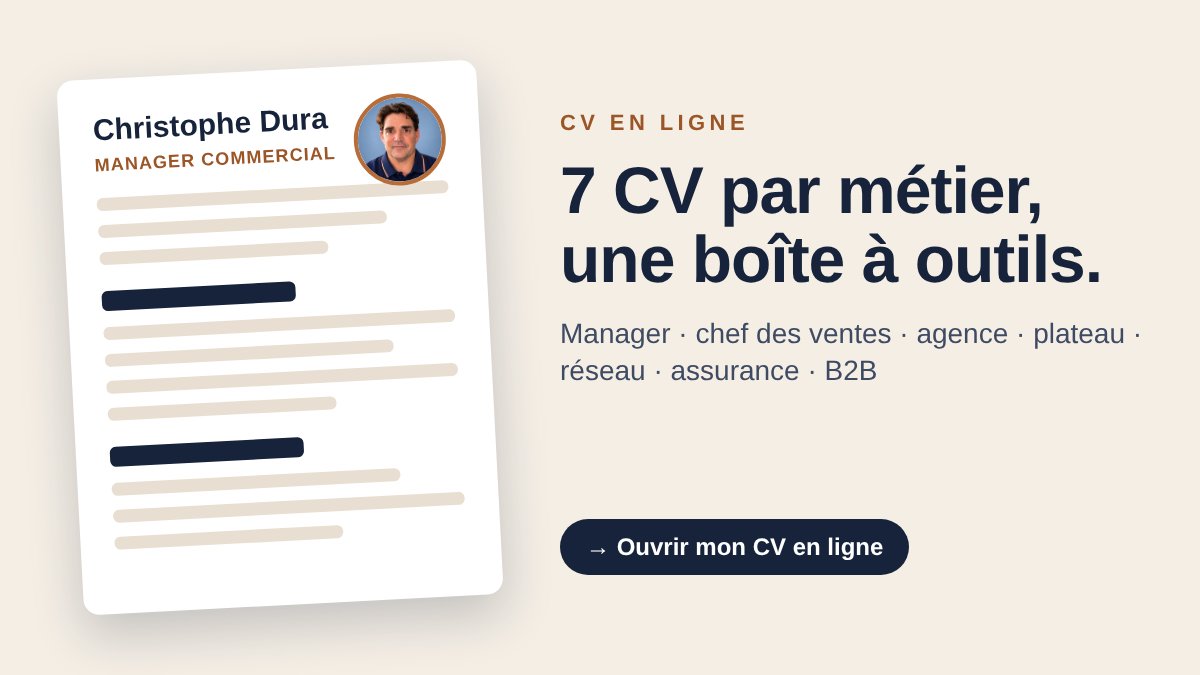 Christophe Dura
MANAGER COMMERCIAL
CV EN LIGNE
7 CV par métier,
une boîte à outils.
Manager · chef des ventes · agence · plateau ·
réseau · assurance · B2B
→ Ouvrir mon CV en ligne